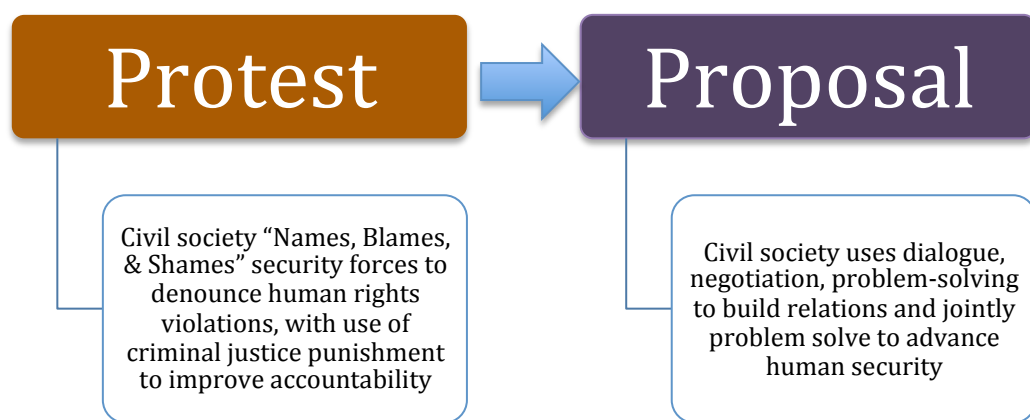 Protest
Proposal
Civil society “Names, Blames,
& Shames” security forces to
denounce human rights
violations, with use of
criminal justice punishment
to improve accountability
Civil society uses dialogue,
negotiation, problem-solving
to build relations and jointly
problem solve to advance
human security